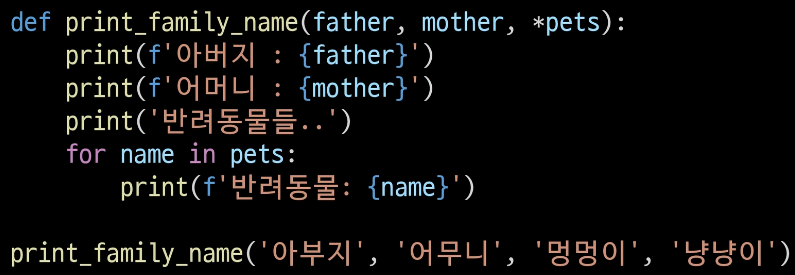 def print_family_name(father, mother, *pets):
    print(f'아버지 : {father}')
    print(f'어머니 : {mother}')
    print('반려동물들..')
    for name in pets:
        print(f'반려동물: {name}')

print_family_name('아부지', '어무니', '멍멍이', '냥냥이')